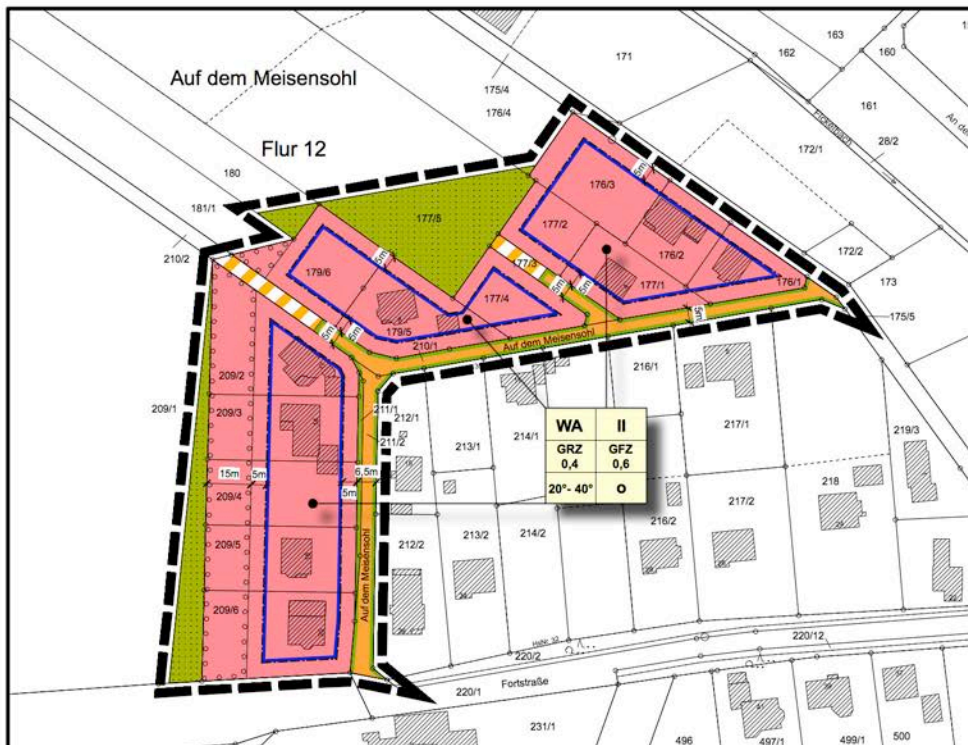 Auf dem Meisensohl
Flur 12
171
162
163
160
161
Fickelbach
28/2
An de
175/4
176/4
172/1
180
181/1
210/2
177/5
176/3
5m
177/2
177/3
176/2
177/1
176/1
172/2
173
175/5
179/6
5m
177/4
5m
5m
5m
5m
5m
179/5
210/1
Auf dem Meisensohl
209/1
209/2
209/3
209/4
209/5
209/6
15m
5m
5m
6,5m
211/1
211/2
Auf dem Meisensohl
212/1
213/1
214/1
216/1
217/1
219/3
WA
II
GRZ
0,4
GFZ
0,6
20°- 40°
o
212/2
213/2
214/2
216/2
217/2
218
220/2
220/12
220/1
Fortstraße
231/1
496
497/1
499/1
500